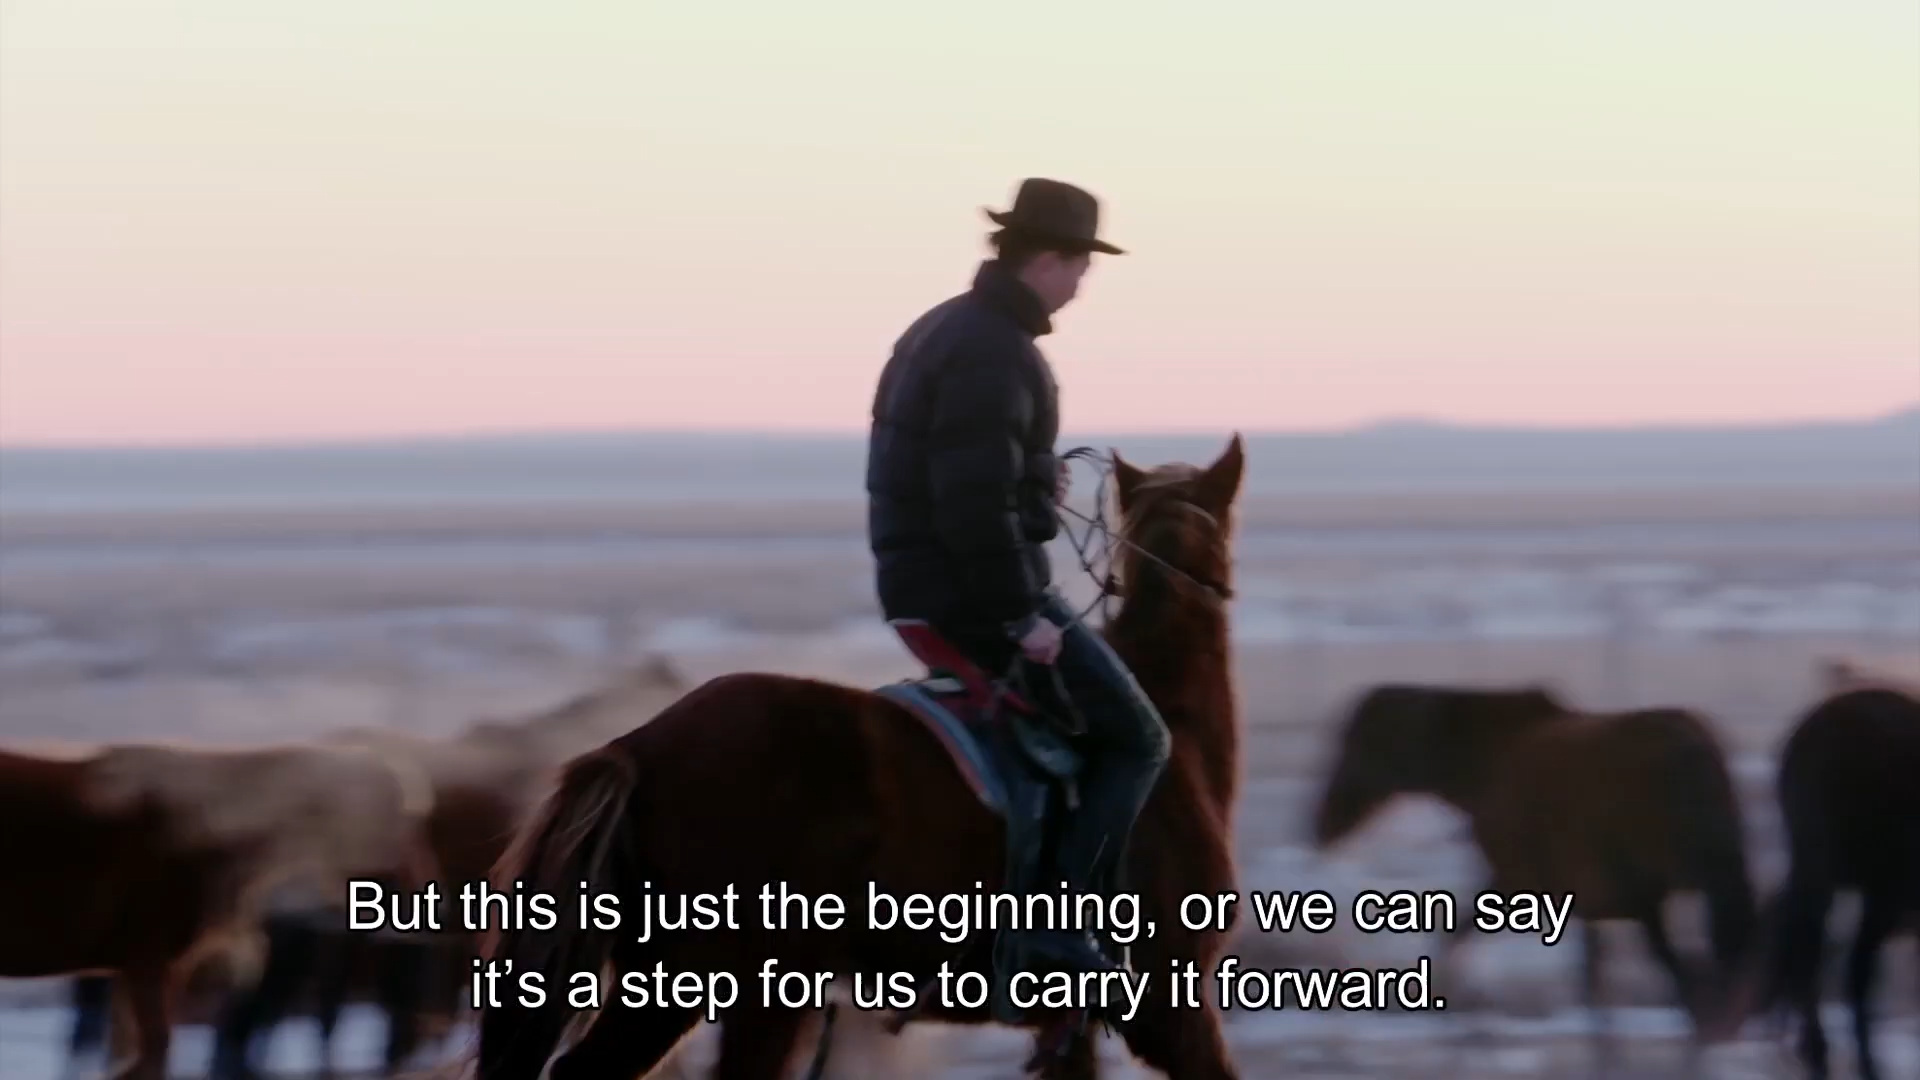 But this is just the beginning, or we can say
it’s a step for us to carry it forward.